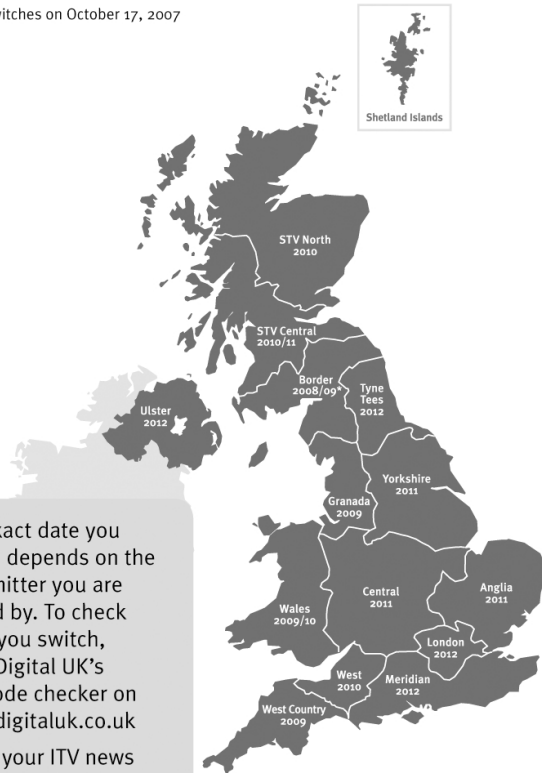 witches on October 17, 2007
Shetland Islands
STV North
2010
STV Central
2010/11
Border
2008/09*
Tyne
Tees
2012
Ulster
2012
Yorkshire
2011
Granada
2009
Central
2011
Anglia
2011
Wales
2009/10
London
2012
West
2010
Meridian
2012
West Country
2009
xact date you
depends on the
mitter you are
d by. To check
you switch,
Digital UK's
ode checker on
digitaluk.co.uk
your ITV news